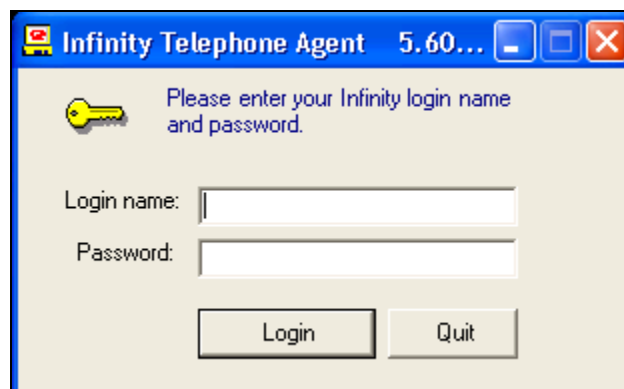 Infinity Telephone Agent 5.60...
Please enter your Infinity login name
and password.
Login name:
Password:
Login Quit